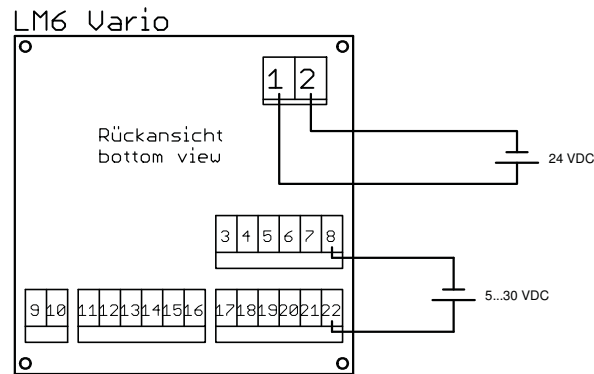 LM6 Vario
1 2
Rückansicht
bottom view
24 VDC
3 4 5 6 7 8
5...30 VDC
9 10 11 12 13 14 15 16 17 18 19 20 21 22